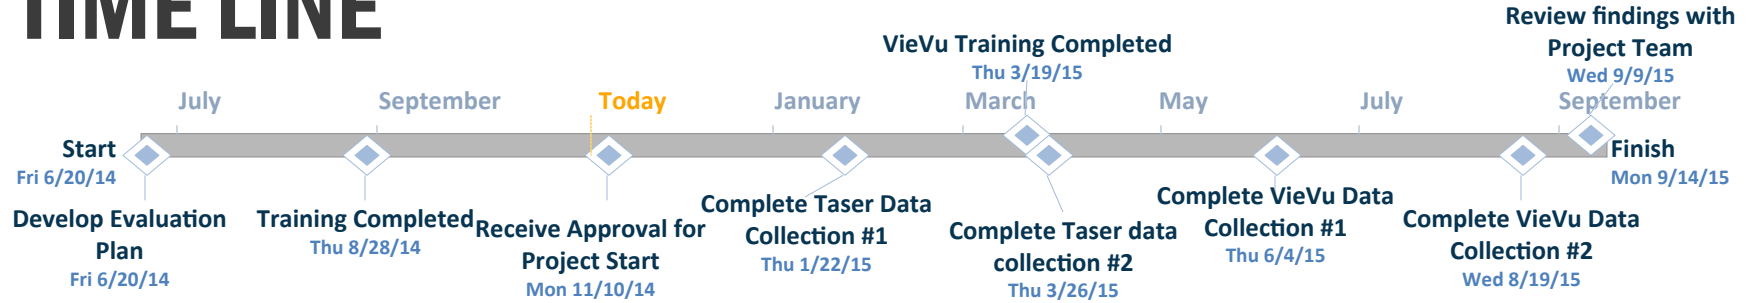 TIME LINE
Review findings with
Project Team
Wed 9/9/15
VieVu Training Completed
Thu 3/19/15
July
September
Today
January
March
May
July
September
Start
Fri 6/20/14
Finish
Mon 9/14/15
Develop Evaluation
Plan
Fri 6/20/14
Training Completed
Thu 8/28/14
Receive Approval for
Project Start
Mon 11/10/14
Complete Taser Data
Collection #1
Thu 1/22/15
Complete Taser data
collection #2
Thu 3/26/15
Complete VieVu Data
Collection #1
Thu 6/4/15
Complete VieVu Data
Collection #2
Wed 8/19/15